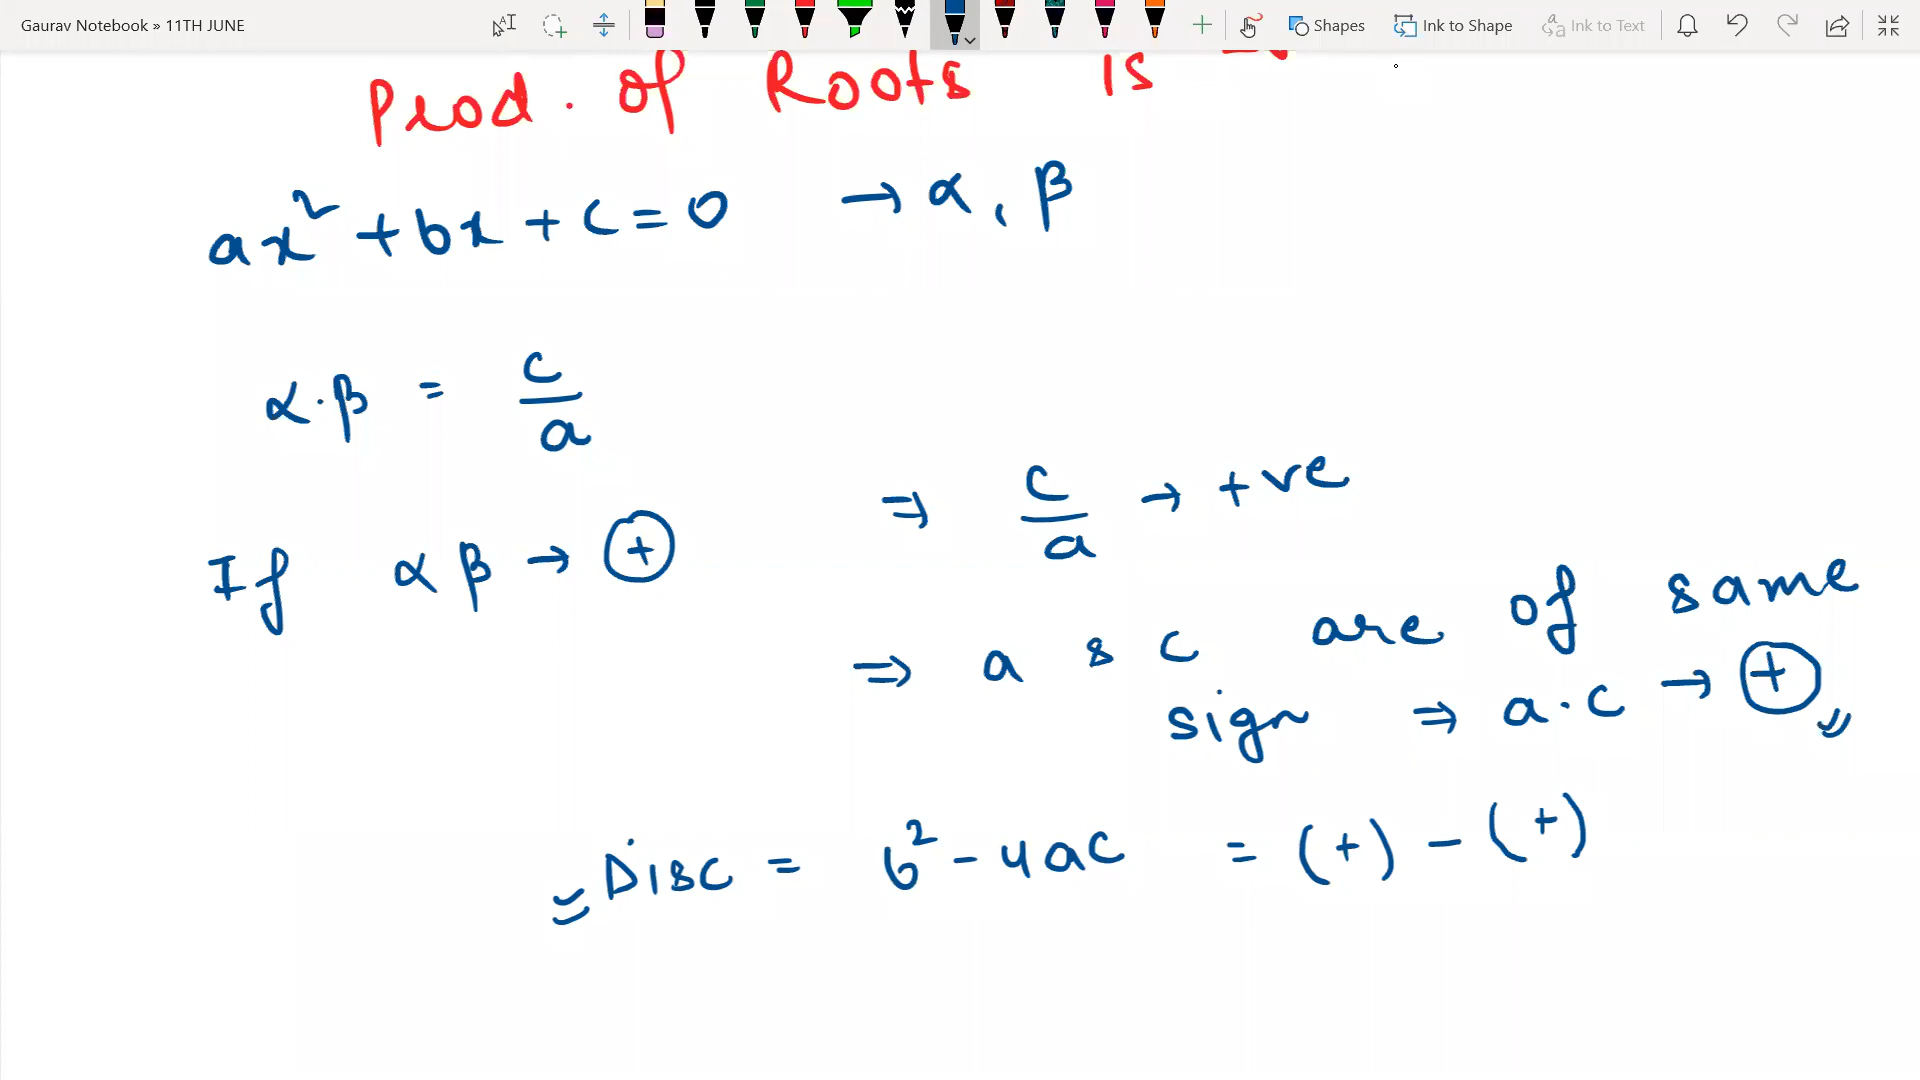 Gaurav Notebook » 11TH JUNE
Shapes
Ink to Shape
Ink to Text
Prod. of Roots is
ax² + bx + c = 0 → α, β
α·β = c/a
If αβ → + ⇒ c/a → +ve
⇒ a & c are of same
sign ⇒ a·c → +
Disc = b² - 4ac = (+) - (+)